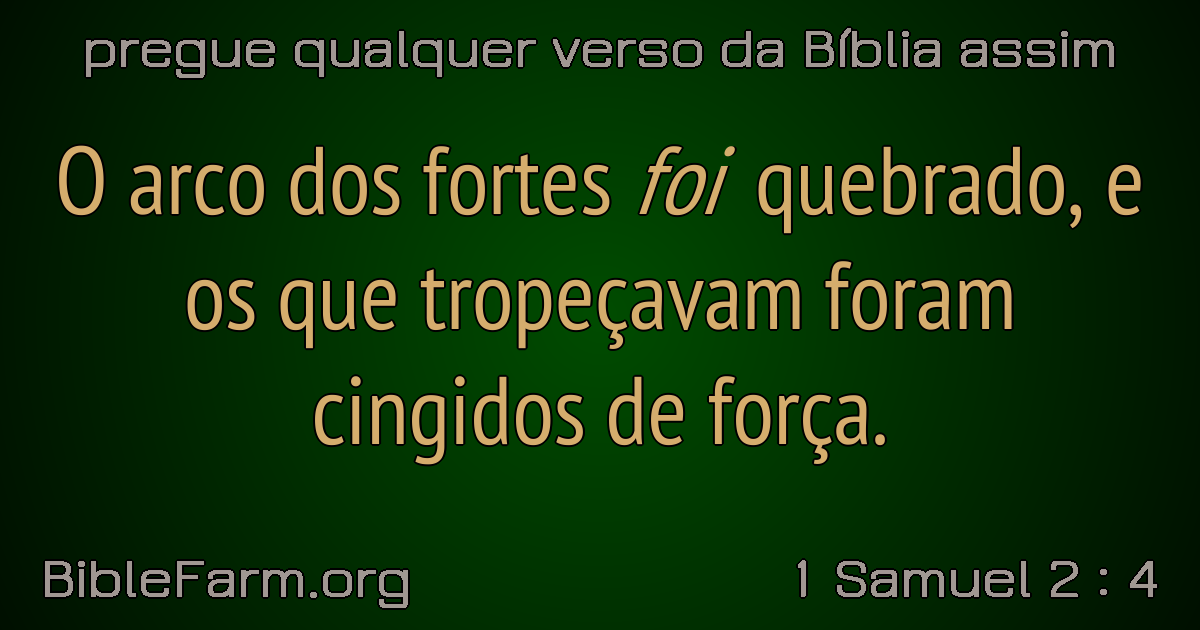 pregue qualquer verso da Bíblia assim
O arco dos fortes foi quebrado, e
os que tropeçavam foram
cingidos de força.
BibleFarm.org
1 Samuel 2 : 4